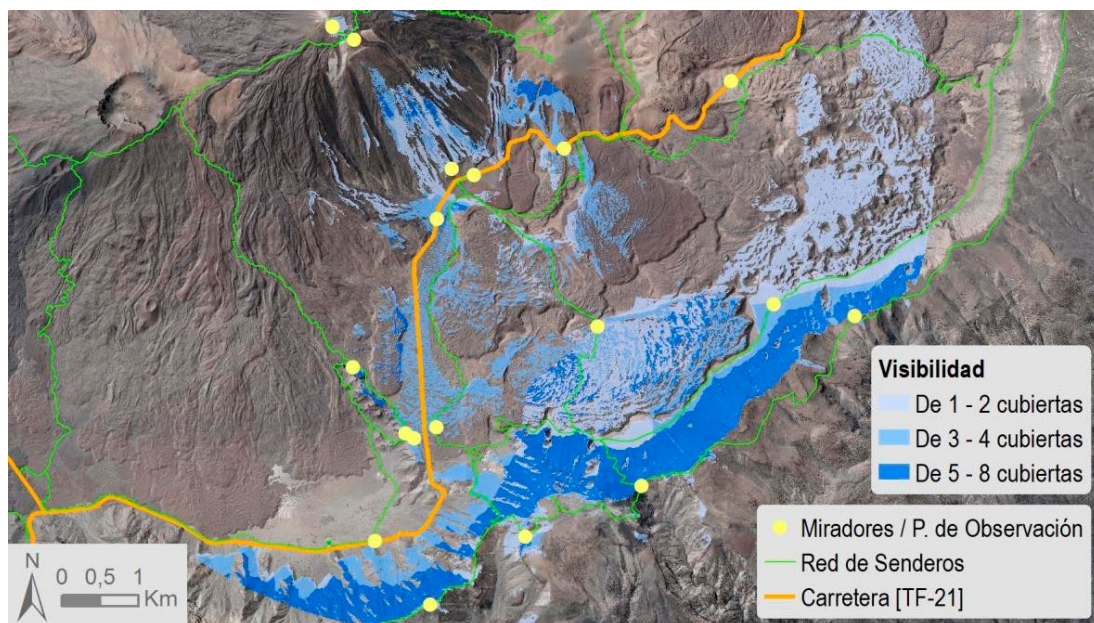 Visibilidad
De 1 - 2 cubiertas
De 3 - 4 cubiertas
De 5 - 8 cubiertas
Miradores / P. de Observación
Red de Senderos
Carretera [TF-21]
N
0 0,5 1
Km